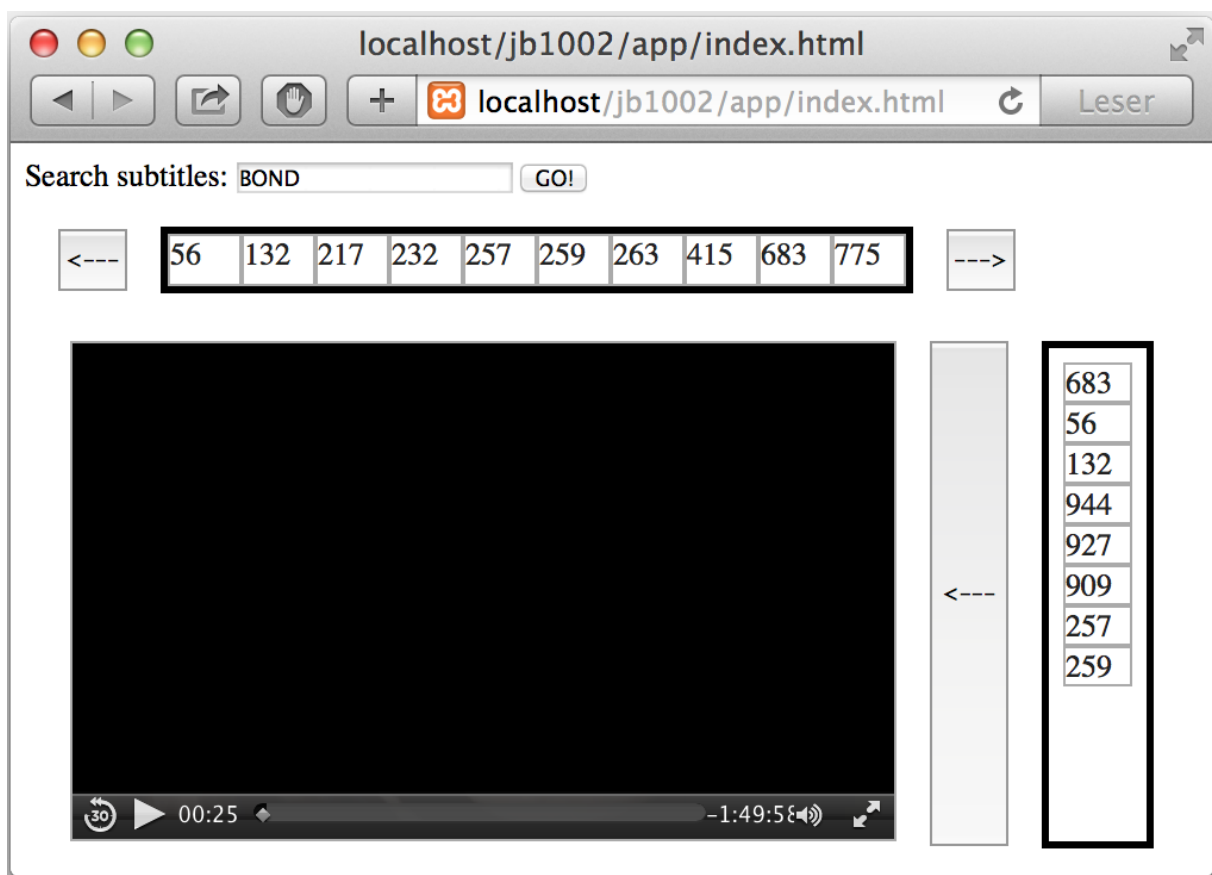 localhost/jb1002/app/index.html
localhost/jb1002/app/index.html Leser
Search subtitles: BOND GO!
<--- 56 132 217 232 257 259 263 415 683 775 --->
683
56
132
944
927
909
257
259
<---
30 00:25 -1:49:58